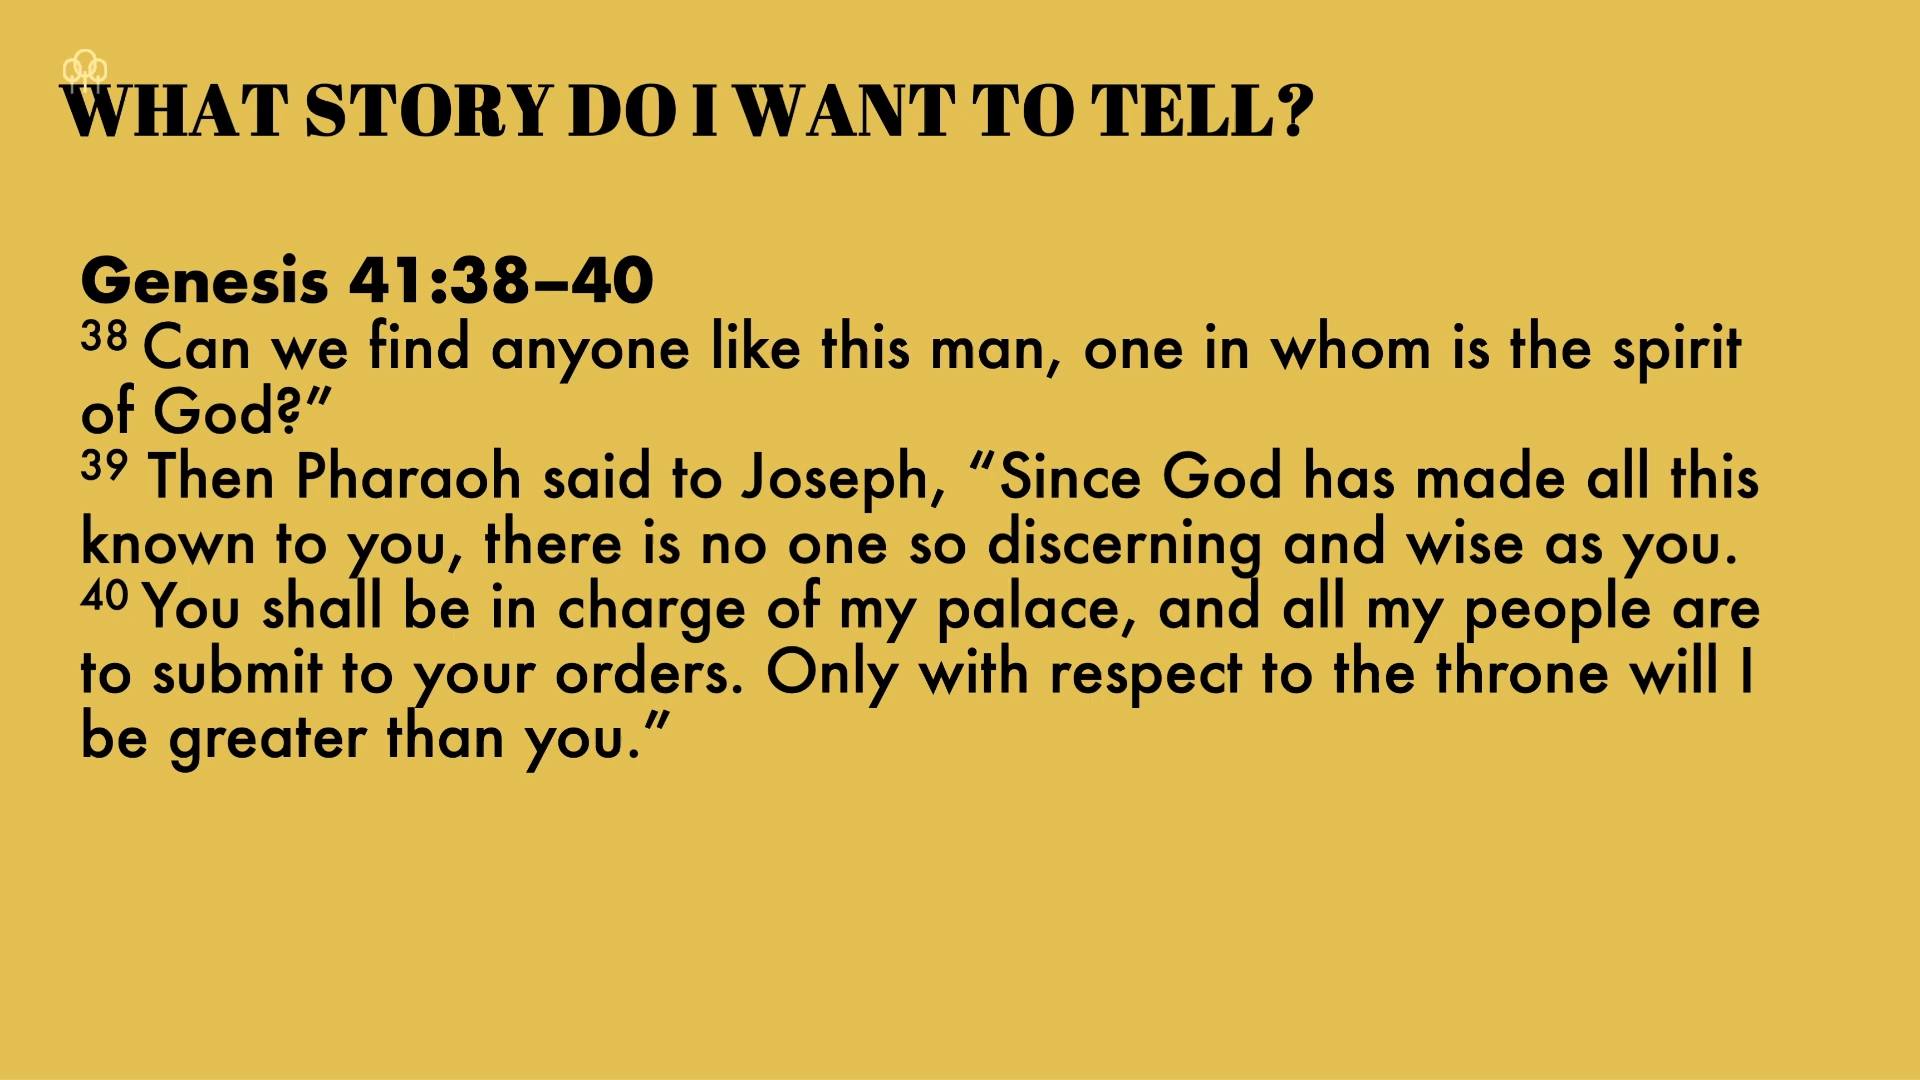 WHAT STORY DO I WANT TO TELL?
Genesis 41:38–40
38 Can we find anyone like this man, one in whom is the spirit
of God?”
39 Then Pharaoh said to Joseph, “Since God has made all this
known to you, there is no one so discerning and wise as you.
40 You shall be in charge of my palace, and all my people are
to submit to your orders. Only with respect to the throne will I
be greater than you.”